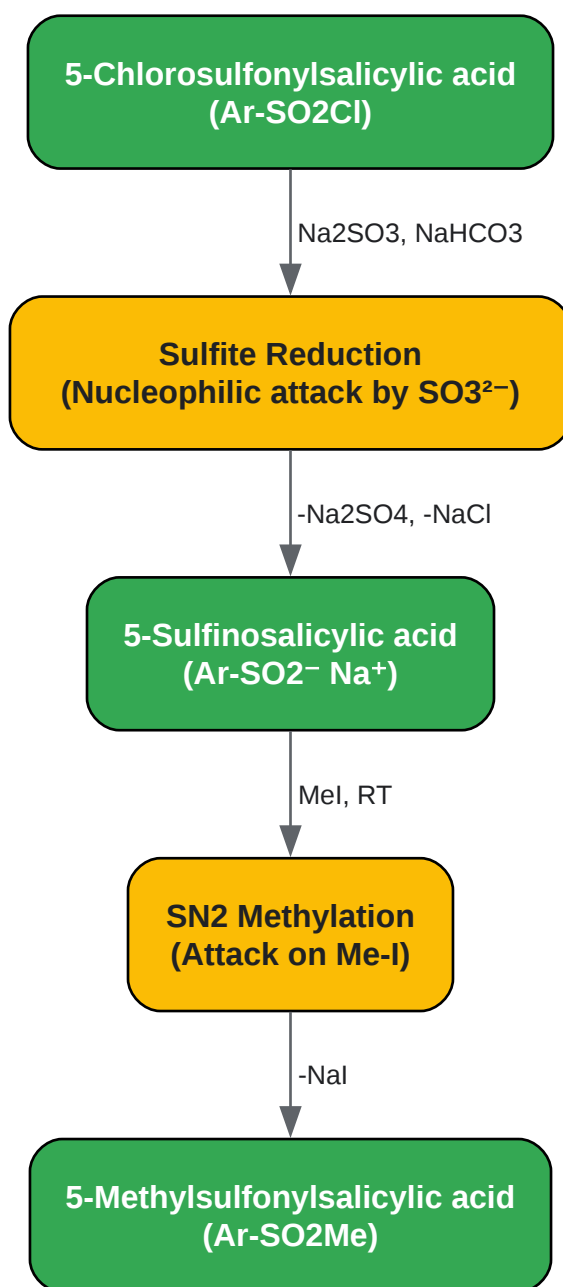 5-Chlorosulfonylsalicylic acid
(Ar-SO2Cl)
Na2SO3, NaHCO3
Sulfite Reduction
(Nucleophilic attack by SO3²⁻)
-Na2SO4, -NaCl
5-Sulfinosalicylic acid
(Ar-SO2⁻ Na⁺)
MeI, RT
SN2 Methylation
(Attack on Me-I)
-NaI
5-Methylsulfonylsalicylic acid
(Ar-SO2Me)